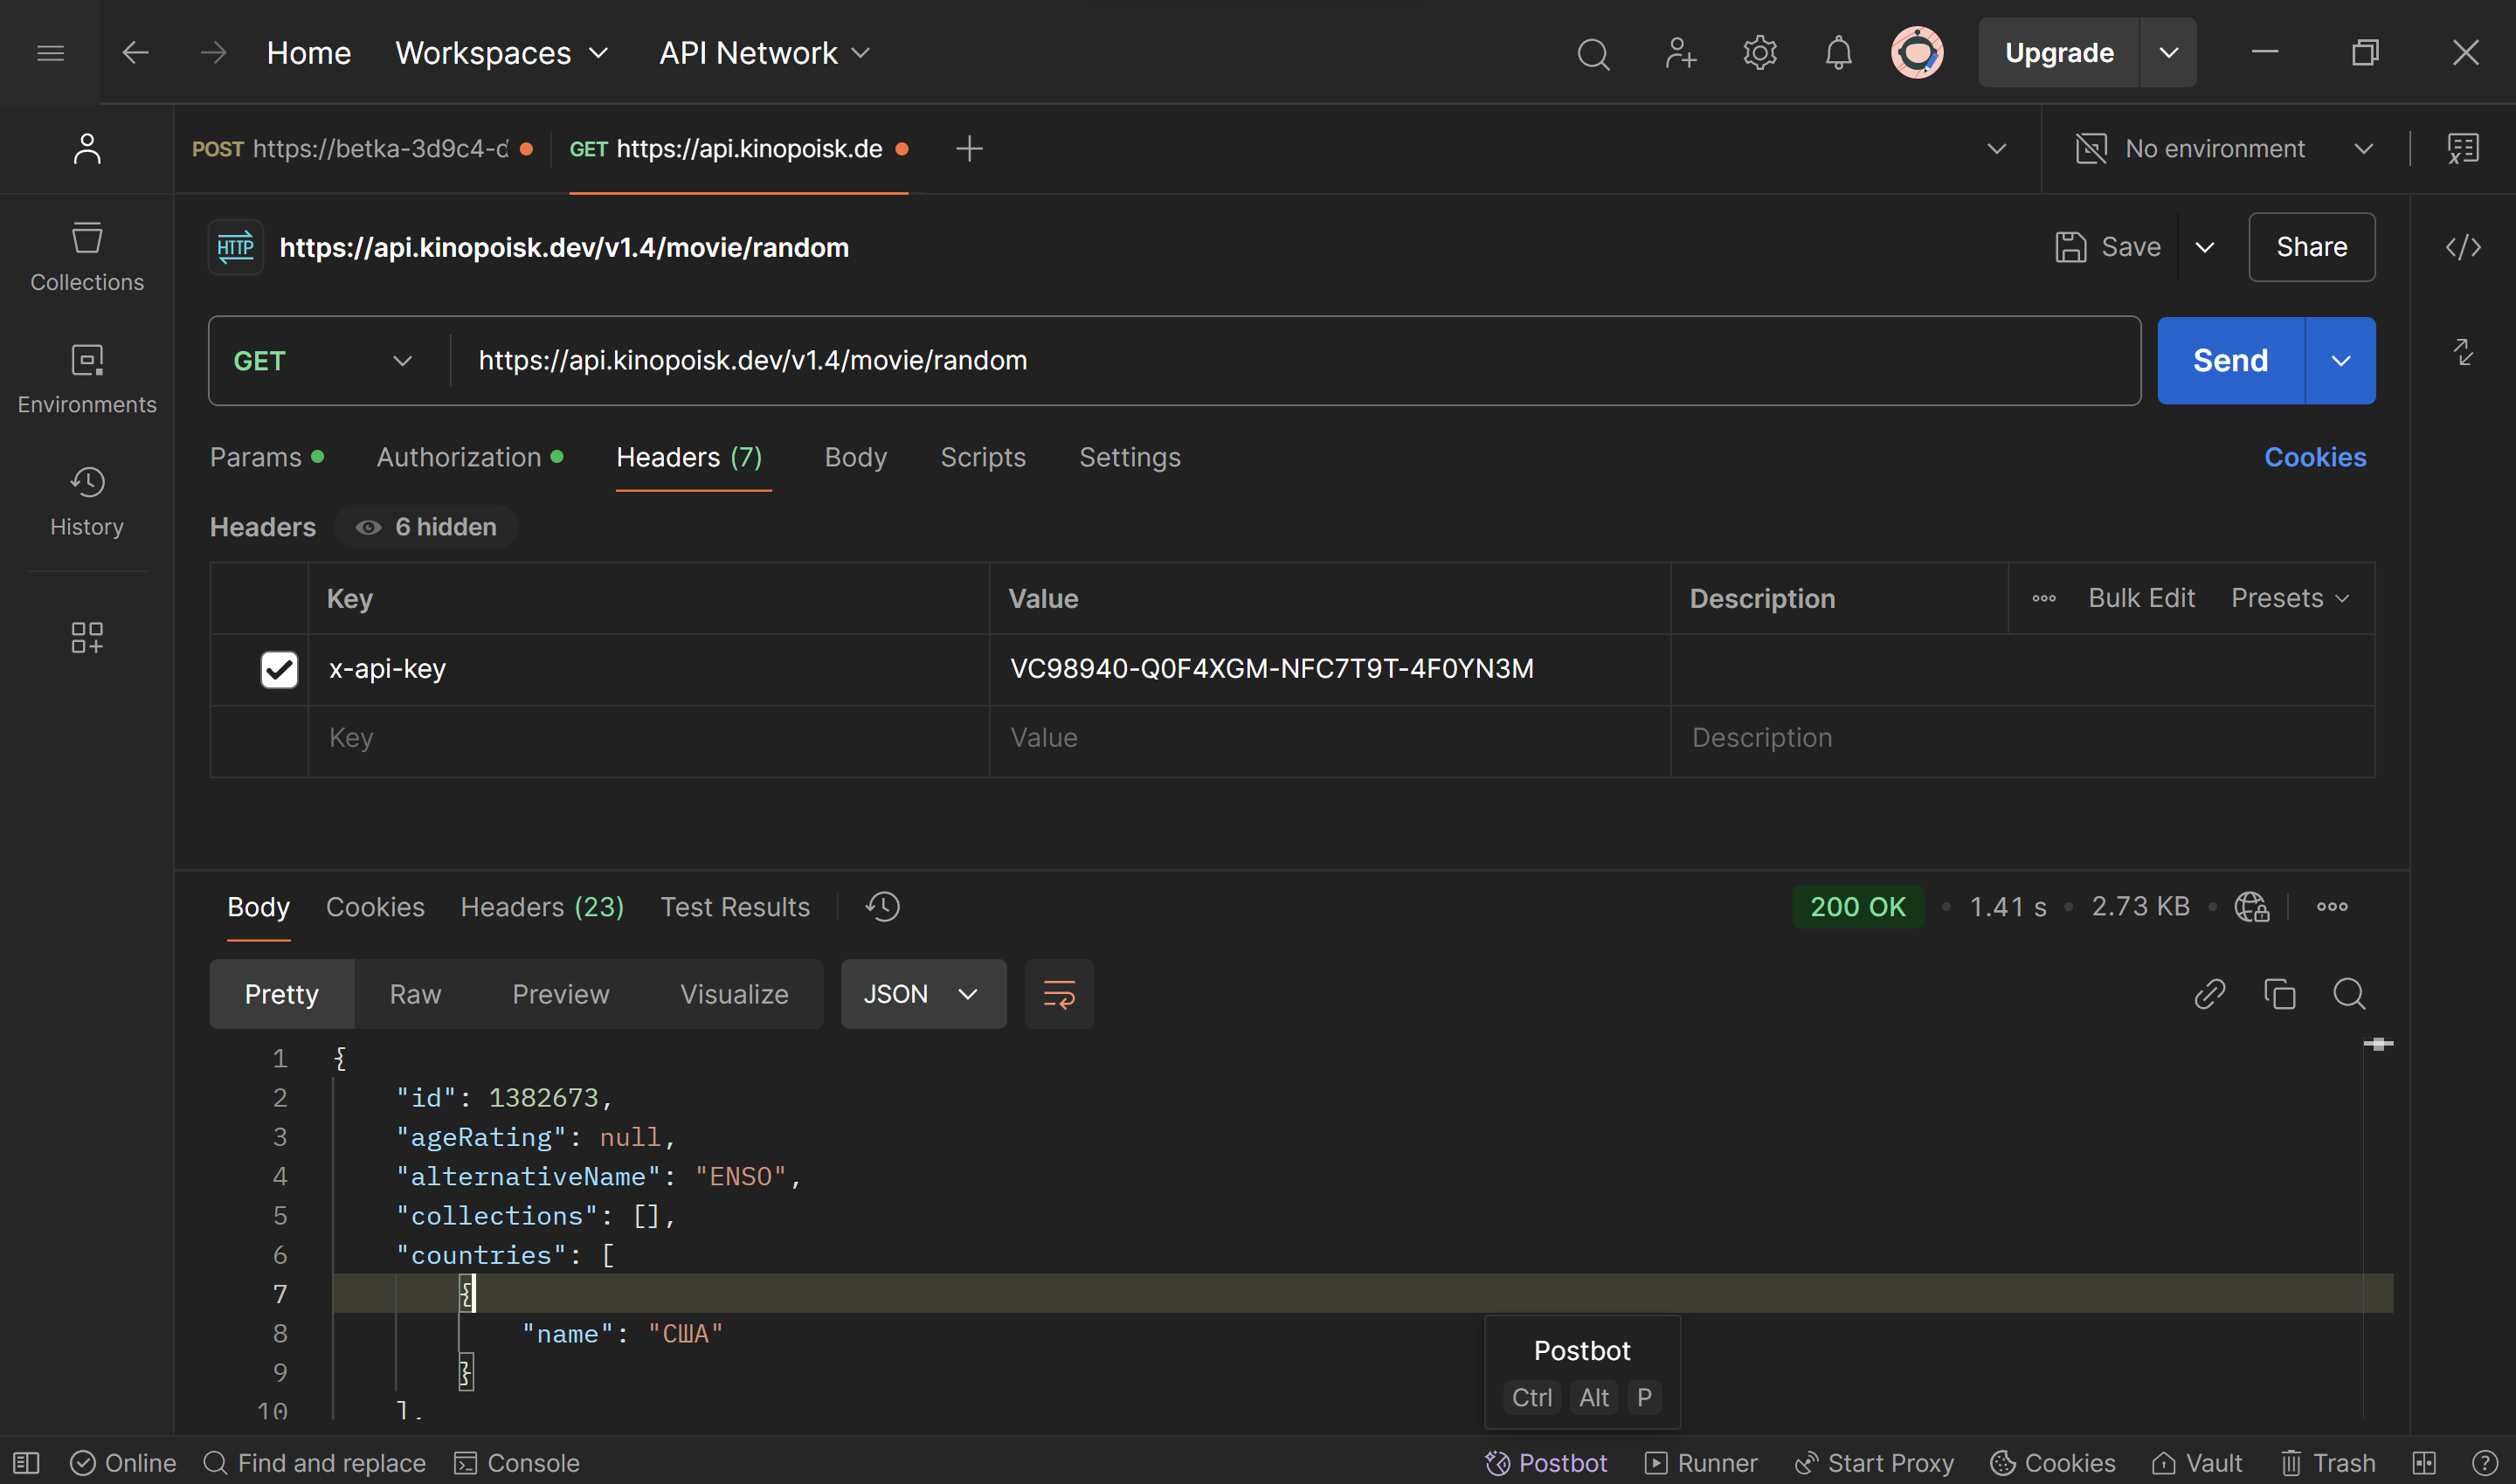 Home Workspaces API Network Upgrade
POST https://betka-3d9c4-d GET https://api.kinopoisk.de No environment
HTTP https://api.kinopoisk.dev/v1.4/movie/random Save Share
Collections
GET https://api.kinopoisk.dev/v1.4/movie/random Send
Environments
Params Authorization Headers (7) Body Scripts Settings Cookies
History
Headers 6 hidden
Key Value Description Bulk Edit Presets
x-api-key VC98940-Q0F4XGM-NFC7T9T-4F0YN3M
Key Value Description
Body Cookies Headers (23) Test Results 200 OK 1.41 s 2.73 KB
Pretty Raw Preview Visualize JSON
1 {
2 "id": 1382673,
3 "ageRating": null,
4 "alternativeName": "ENSO",
5 "collections": [],
6 "countries": [
7 {
8 "name": "США"
9 }
10 ],
Postbot
Ctrl Alt P
Online Find and replace Console Postbot Runner Start Proxy Cookies Vault Trash